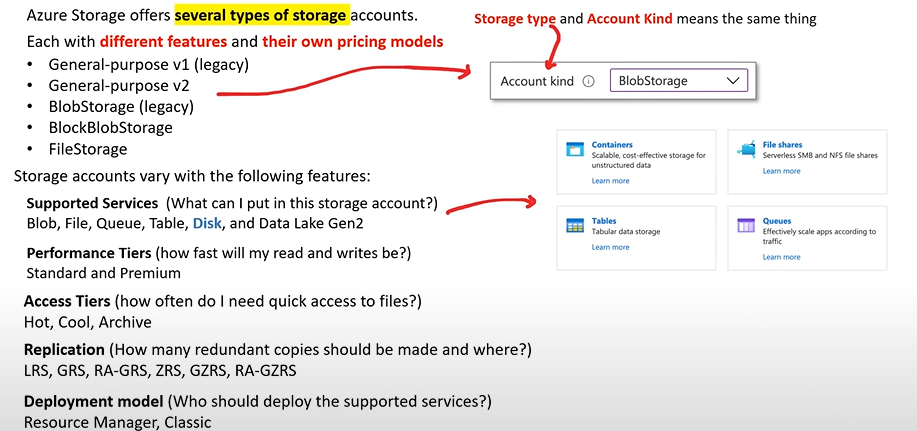 Azure Storage offers several types of storage accounts.
Each with different features and their own pricing models
• General-purpose v1 (legacy)
• General-purpose v2
• BlobStorage (legacy)
• BlockBlobStorage
• FileStorage
Storage type and Account Kind means the same thing
Account kind BlobStorage
Storage accounts vary with the following features:
Supported Services (What can I put in this storage account?)
Blob, File, Queue, Table, Disk, and Data Lake Gen2
Performance Tiers (how fast will my read and writes be?)
Standard and Premium
Access Tiers (how often do I need quick access to files?)
Hot, Cool, Archive
Replication (How many redundant copies should be made and where?)
LRS, GRS, RA-GRS, ZRS, GZRS, RA-GZRS
Deployment model (Who should deploy the supported services?)
Resource Manager, Classic
Containers
Scalable, cost-effective storage for
unstructured data
Learn more
File shares
Serverless SMB and NFS file shares
Learn more
Tables
Tabular data storage
Learn more
Queues
Effectively scale apps according to
traffic
Learn more